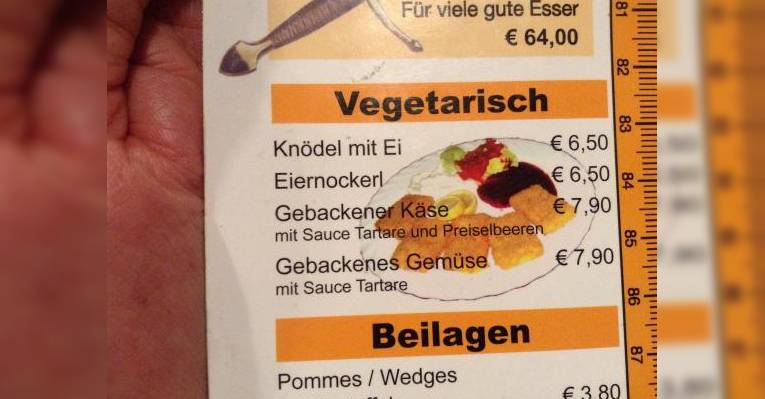 Für viele gute Esser
€ 64,00
Vegetarisch
Knödel mit Ei € 6,50
Eiernockerl € 6,50
Gebackener Käse € 7,90
mit Sauce Tartare und Preiselbeeren
Gebackenes Gemüse € 7,90
mit Sauce Tartare
Beilagen
Pommes / Wedges
€ 3,80
81
82
83
84
85
86
87